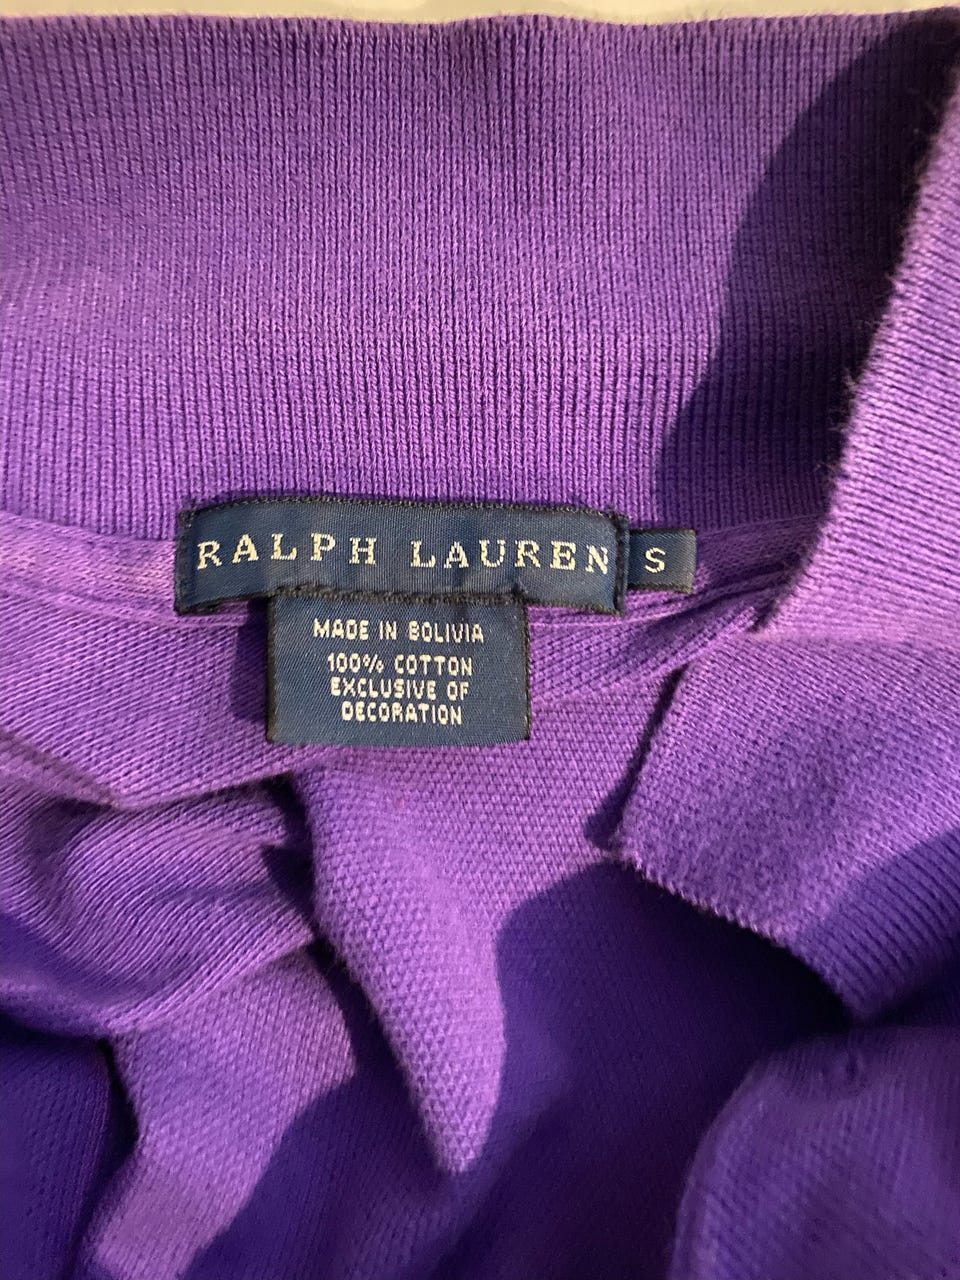 RALPH LAUREN
S
MADE IN BOLIVIA
100% COTTON
EXCLUSIVE OF
DECORATION